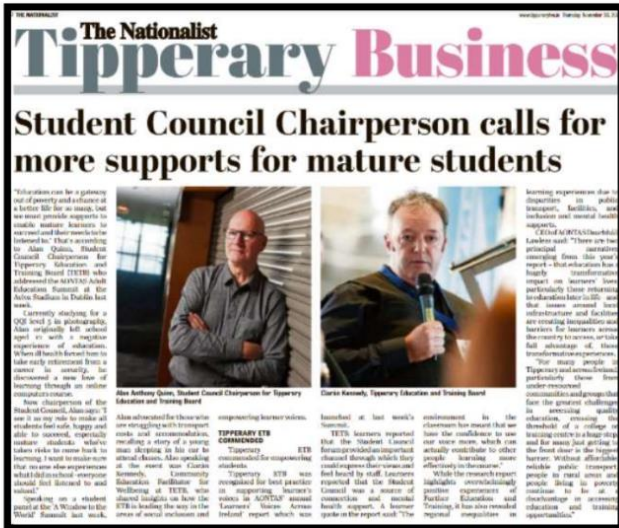 THE NATIONALIST
The Nationalist
Tipperary Business
Student Council Chairperson calls for
more supports for mature students
"Education can be a gateway
out of poverty and a chance at
a better life for so many, but
we must provide supports to
enable mature learners to
succeed and their needs to be
listened to." That's according
to Alan Quinn, Student
Council Chairperson for
Tipperary Education and
Training Board (TETB) who
addressed the AONTAS Adult
Education Summit at the
Aviva Stadium in Dublin last
week.
Currently studying for a
QQI level 5 in photography,
Alan originally left school
aged 15 with a negative
experience of education.
When ill health forced him to
take early retirement from a
career in security, he
discovered a new love of
learning through an online
computers course.
Now chairperson of the
Student Council, Alan says: "I
see it as my role to make all
students feel safe, happy and
able to succeed, especially
mature students who've
taken risks to come back to
learning. I want to make sure
that no one else experiences
what I did in school - everyone
should feel listened to and
valued."
Speaking on a student
panel at the 'A Window to the
World' Summit last week,
Alan Anthony Quinn, Student Council Chairperson for Tipperary
Education and Training Board
Alan advocated for those who
are struggling with transport
costs and accommodation,
recalling a story of a young
man sleeping in his car to
attend classes. Also speaking
at the event was Ciarán
Kennedy, Community
Education Facilitator for
Wellbeing at TETB, who
shared insights on how the
ETB is leading the way in the
areas of social inclusion and
empowering learner voices.
TIPPERARY ETB
COMMENDED
Tipperary ETB
commended for empowering
students
Tipperary ETB was
recognised for best practice
in supporting learner's
voices in AONTAS' annual
'Learners' Voices Across
Ireland' report which was
Ciarán Kennedy, Tipperary Education and Training Board
launched at last week's
Summit.
TETB learners reported
that the Student Council
forum provided an important
channel through which they
could express their views and
feel heard by staff. Learners
reported that the Student
Council was a source of
connection and mental
health support. A learner
quote in the report said: "The
environment in the
classroom has meant that we
have the confidence to use
our voice more, which can
actually contribute to other
people learning more
effectively in the course."
While the research report
highlights overwhelmingly
positive experiences of
Further Education and
Training, it has also revealed
regional inequalities in
learning experiences due to
disparities in public
transport, facilities, and
inclusion and mental health
supports.
CEO of AONTAS Dearbháil
Lawless said: "There are two
principal narratives
emerging from this year's
report - that education has a
hugely transformative
impact on learners' lives
particularly those returning
to education later in life - and
that issues around poor
infrastructure and facilities
are creating inequalities and
barriers for learners across
the country to access, or take
full advantage of, those
transformative experiences.
"For many people in
Tipperary and across Ireland,
particularly those from
under-resourced
communities and groups that
face the greatest challenges
in accessing quality
education, crossing the
threshold of a college or
training centre is a huge step
and for many just getting to
the front door is the biggest
barrier. Without affordable,
reliable public transport
people in rural areas and
people living in poverty
continue to be at a
disadvantage in accessing
education and training
opportunities."